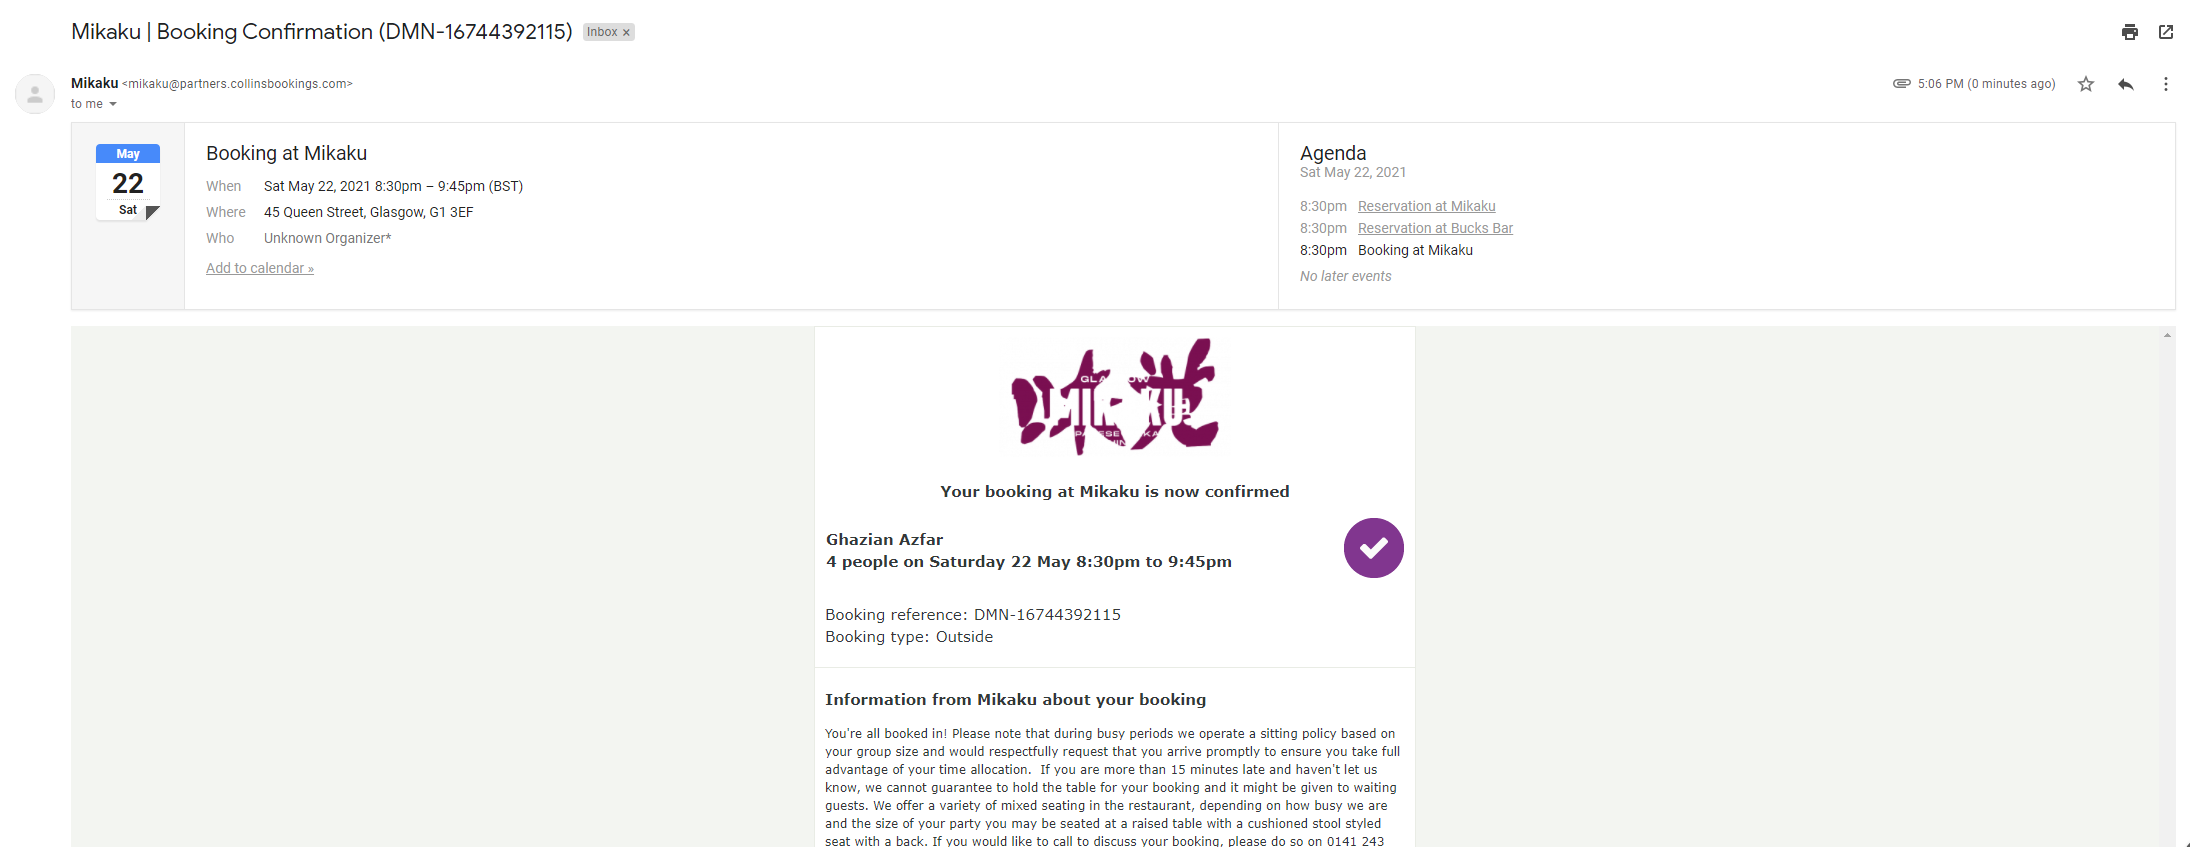 Mikaku | Booking Confirmation (DMN-16744392115) Inbox ×
Mikaku <mikaku@partners.collinsbookings.com>
5:06 PM (0 minutes ago)
to me
May
22
Sat
Booking at Mikaku
When Sat May 22, 2021 8:30pm – 9:45pm (BST)
Where 45 Queen Street, Glasgow, G1 3EF
Who Unknown Organizer*
Add to calendar »
Agenda
Sat May 22, 2021
8:30pm Reservation at Mikaku
8:30pm Reservation at Bucks Bar
8:30pm Booking at Mikaku
No later events
味光
Your booking at Mikaku is now confirmed
Ghazian Azfar
4 people on Saturday 22 May 8:30pm to 9:45pm
Booking reference: DMN-16744392115
Booking type: Outside
Information from Mikaku about your booking
You're all booked in! Please note that during busy periods we operate a sitting policy based on
your group size and would respectfully request that you arrive promptly to ensure you take full
advantage of your time allocation.  If you are more than 15 minutes late and haven't let us
know, we cannot guarantee to hold the table for your booking and it might be given to waiting
guests. We offer a variety of mixed seating in the restaurant, depending on how busy we are
and the size of your party you may be seated at a raised table with a cushioned stool styled
seat with a back. If you would like to call to discuss your booking, please do so on 0141 243